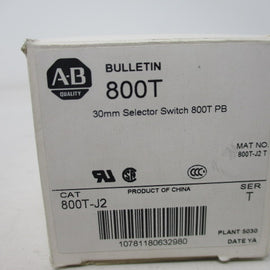 A-B
QUALITY
BULLETIN
800T
30mm Selector Switch 800T PB
MAT NO.
800T-J2 T
PRODUCT OF CHINA
CAT
800T-J2
SER
T
10781180632980
PLANT 5030
DATE YA